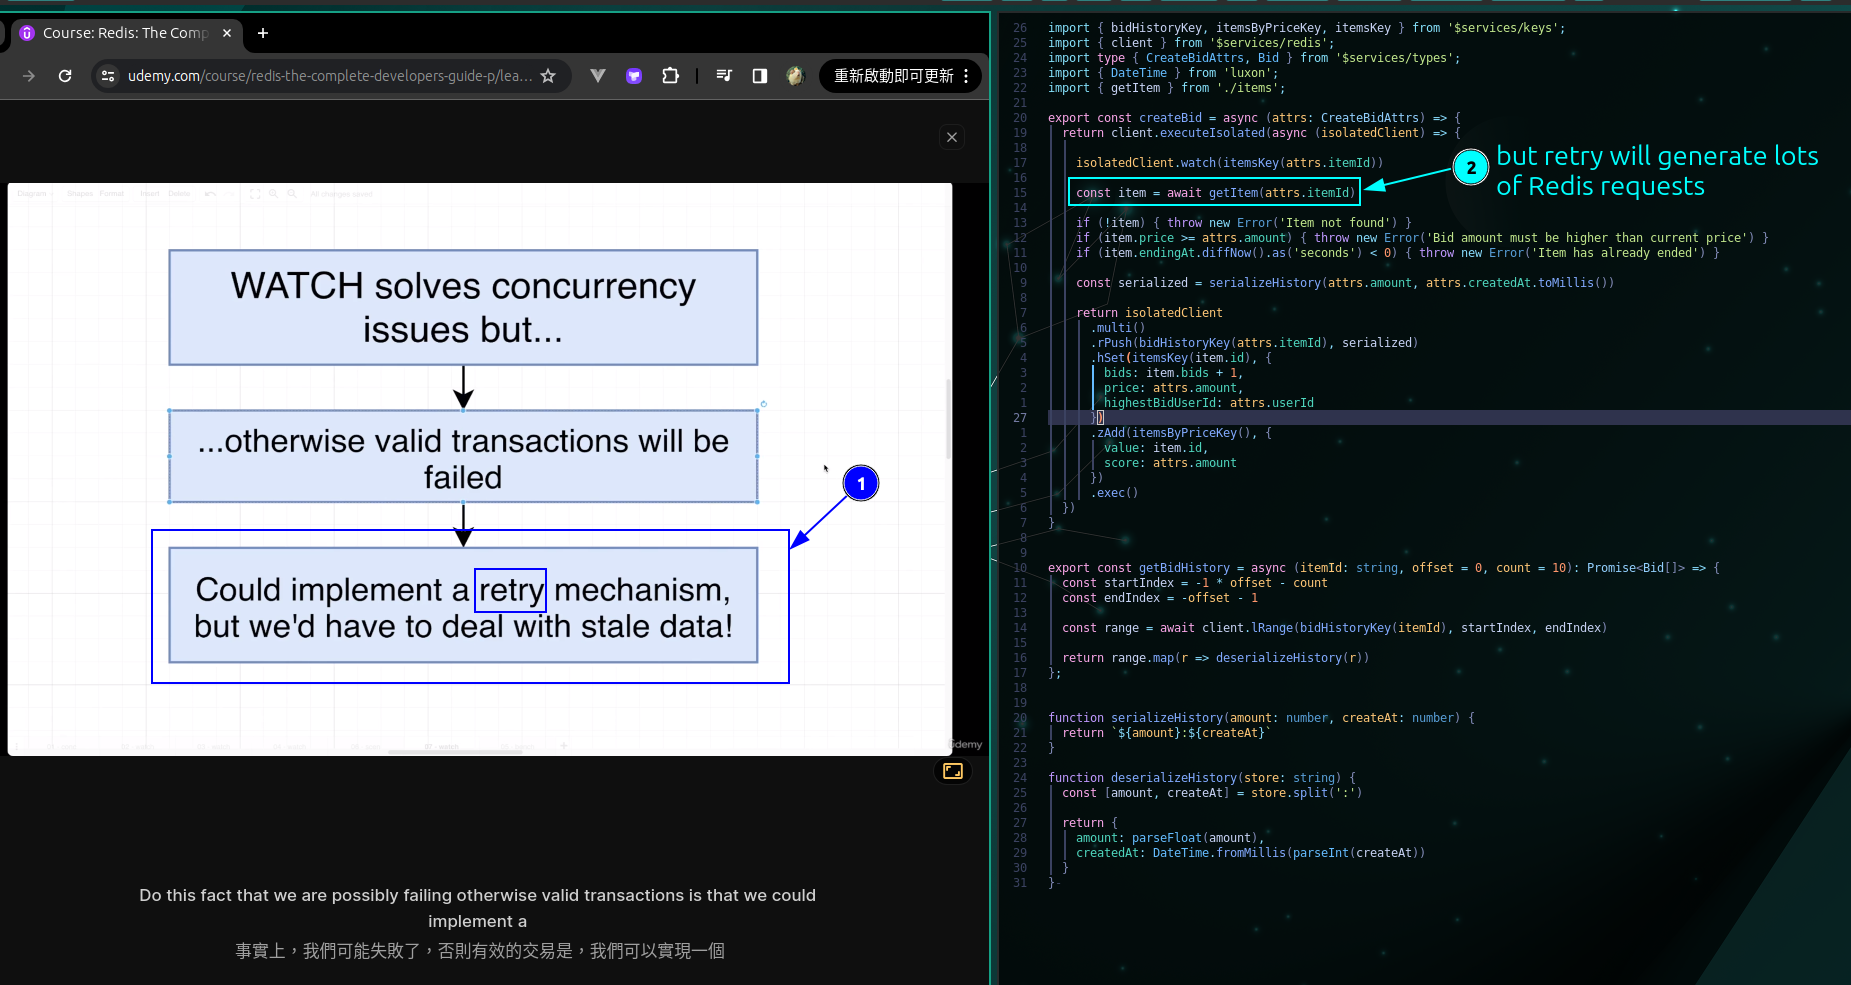 Course: Redis: The Comp
udemy.com/course/redis-the-complete-developers-guide-p/lea...
重新啟動即可更新
Diagram Shapes Format Insert Delete
All changes saved
WATCH solves concurrency
issues but...
...otherwise valid transactions will be
failed
1
Could implement a retry mechanism,
but we'd have to deal with stale data!
07 - watch
Udemy
Do this fact that we are possibly failing otherwise valid transactions is that we could
implement a
事實上，我們可能失敗了，否則有效的交易是，我們可以實現一個
26 import { bidHistoryKey, itemsByPriceKey, itemsKey } from '$services/keys';
25 import { client } from '$services/redis';
24 import type { CreateBidAttrs, Bid } from '$services/types';
23 import { DateTime } from 'luxon';
22 import { getItem } from './items';
21
20 export const createBid = async (attrs: CreateBidAttrs) => {
19 return client.executeIsolated(async (isolatedClient) => {
18
17 isolatedClient.watch(itemsKey(attrs.itemId))
16
15 const item = await getItem(attrs.itemId)
2 but retry will generate lots
of Redis requests
14
13 if (!item) { throw new Error('Item not found') }
12 if (item.price >= attrs.amount) { throw new Error('Bid amount must be higher than current price') }
11 if (item.endingAt.diffNow().as('seconds') < 0) { throw new Error('Item has already ended') }
10
9 const serialized = serializeHistory(attrs.amount, attrs.createdAt.toMillis())
8
7 return isolatedClient
6 .multi()
5 .rPush(bidHistoryKey(attrs.itemId), serialized)
4 .hSet(itemsKey(item.id), {
3 bids: item.bids + 1,
2 price: attrs.amount,
1 highestBidUserId: attrs.userId
27 })
1 .zAdd(itemsByPriceKey(), {
2 value: item.id,
3 score: attrs.amount
4 })
5 .exec()
6 })
7 }
8
9
10 export const getBidHistory = async (itemId: string, offset = 0, count = 10): Promise<Bid[]> => {
11 const startIndex = -1 * offset - count
12 const endIndex = -offset - 1
13
14 const range = await client.lRange(bidHistoryKey(itemId), startIndex, endIndex)
15
16 return range.map(r => deserializeHistory(r))
17 };
18
19
20 function serializeHistory(amount: number, createAt: number) {
21 return `${amount}:${createAt}`
22 }
23
24 function deserializeHistory(store: string) {
25 const [amount, createAt] = store.split(':')
26
27 return {
28 amount: parseFloat(amount),
29 createdAt: DateTime.fromMillis(parseInt(createAt))
30 }
31 }